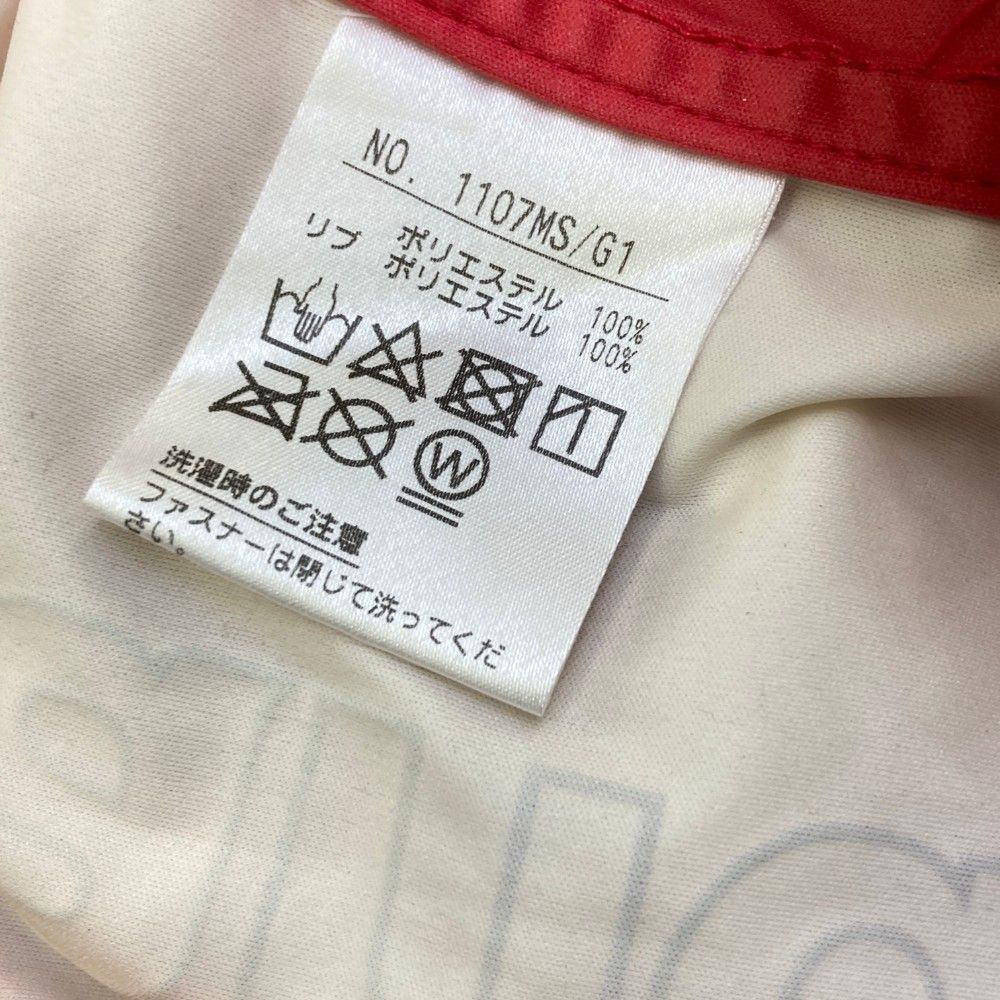 NO. 1107MS/G1
ポリエステル 100%
リブ ポリエステル 100%
W
洗濯時のご注意
ファスナーは閉じて洗ってくだ
さい。